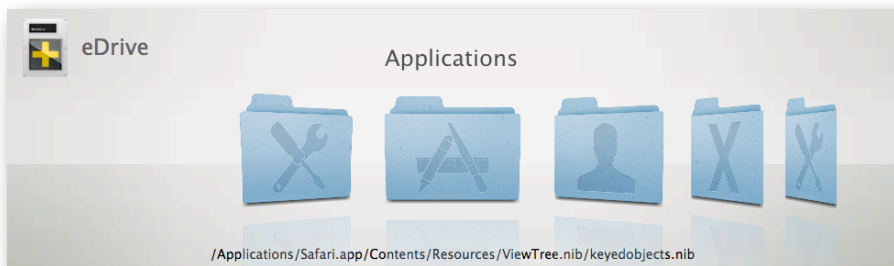 eDrive
Applications
/Applications/Safari.app/Contents/Resources/ViewTree.nib/keyedobjects.nib